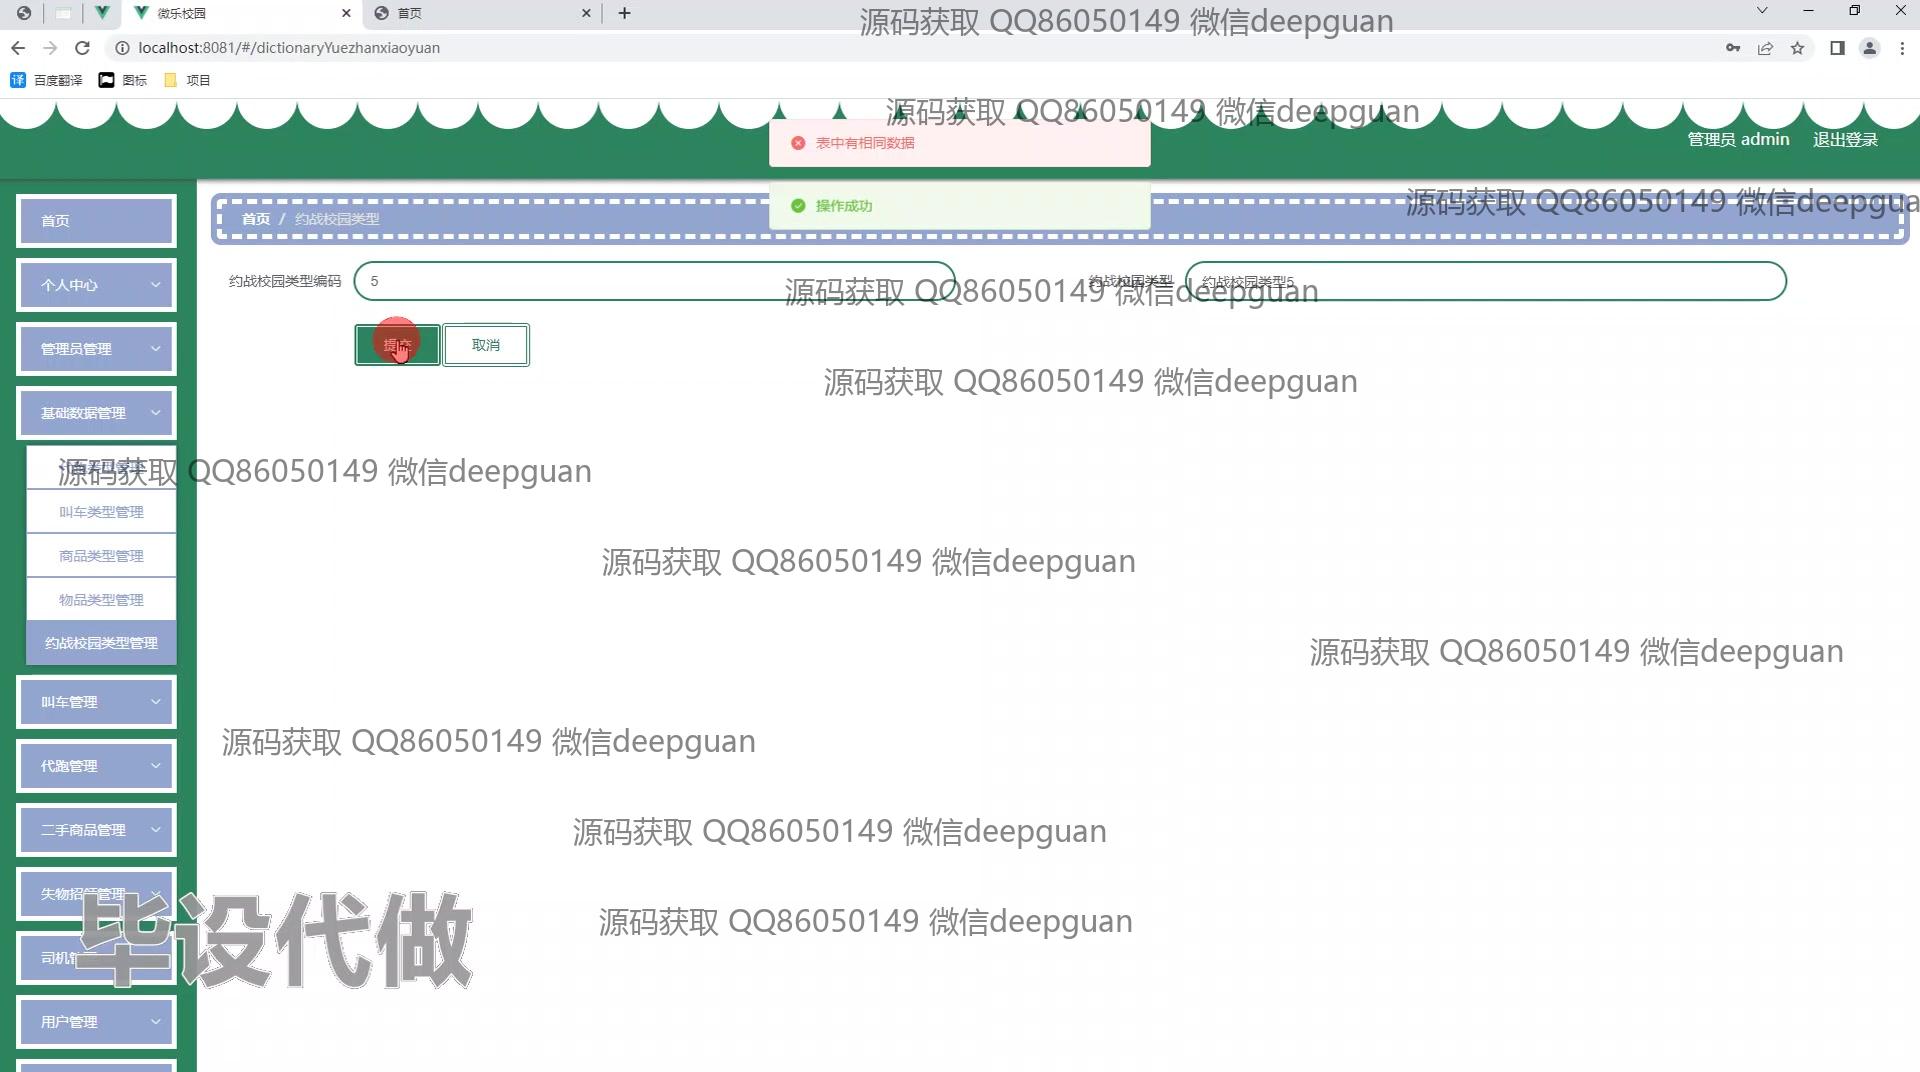 微乐校园
首页
源码获取 QQ86050149 微信deepguan
localhost:8081/#/dictionaryYuezhanxiaoyuan
百度翻译
图标
项目
源码获取 QQ86050149 微信deepguan
表中有相同数据
管理员 admin
退出登录
操作成功
源码获取 QQ86050149 微信deepgua
首页
首页 / 约战校园类型
个人中心
约战校园类型编码
5
约战校园类型
约战校园类型5
源码获取 QQ86050149 微信deepguan
管理员管理
提交
取消
源码获取 QQ86050149 微信deepguan
基础数据管理
源码获取 QQ86050149 微信deepguan
叫车类型管理
商品类型管理
源码获取 QQ86050149 微信deepguan
物品类型管理
约战校园类型管理
源码获取 QQ86050149 微信deepguan
叫车管理
源码获取 QQ86050149 微信deepguan
代跑管理
二手商品管理
源码获取 QQ86050149 微信deepguan
失物招领管理
源码获取 QQ86050149 微信deepguan
毕设代做
司机管
用户管理